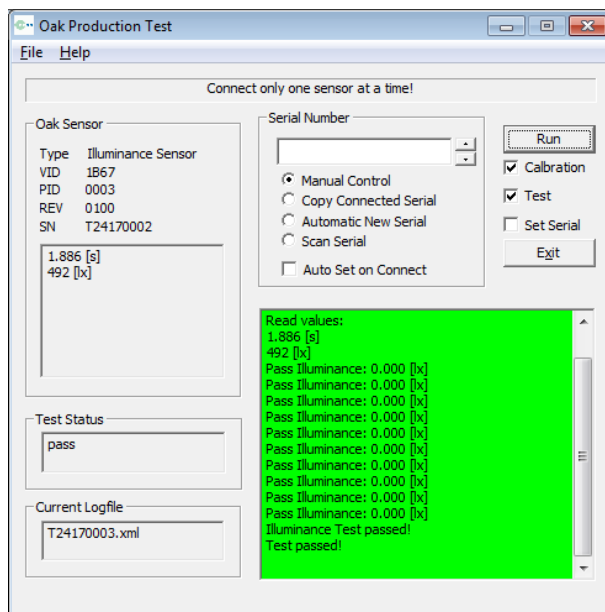 Oak Production Test
File Help
Connect only one sensor at a time!
Oak Sensor
Type Illuminance Sensor
VID 1B67
PID 0003
REV 0100
SN T24170002
1.886 [s]
492 [lx]
Test Status
pass
Current Logfile
T24170003.xml
Serial Number
Manual Control
Copy Connected Serial
Automatic New Serial
Scan Serial
Auto Set on Connect
Run
Calbration
Test
Set Serial
Exit
Read values:
1.886 [s]
492 [lx]
Pass Illuminance: 0.000 [lx]
Pass Illuminance: 0.000 [lx]
Pass Illuminance: 0.000 [lx]
Pass Illuminance: 0.000 [lx]
Pass Illuminance: 0.000 [lx]
Pass Illuminance: 0.000 [lx]
Pass Illuminance: 0.000 [lx]
Pass Illuminance: 0.000 [lx]
Pass Illuminance: 0.000 [lx]
Pass Illuminance: 0.000 [lx]
Illuminance Test passed!
Test passed!